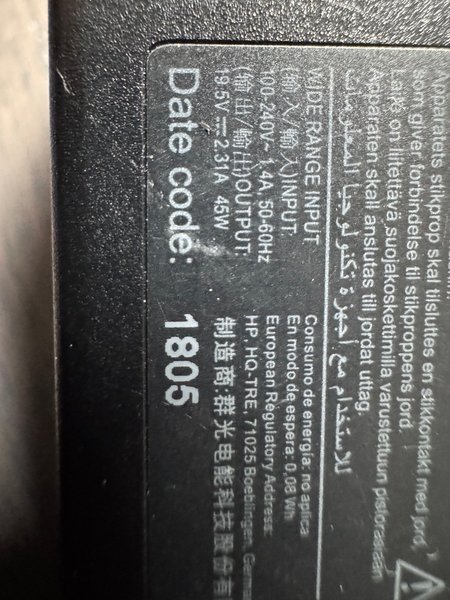 Apparatets stikprop skal tilsluttes en stikkontakt med jord,
som giver forbindelse til stikproppens jord.
Laite on liitettävä suojakoskettimilla varustettuun pistorasiaan
Apparaten skall anslutas till jordat uttag.
للاستخدام مع أجهزة تكنولوجيا المعلومات
WIDE RANGE INPUT
(输入/輸入)INPUT:
100-240V~ 1.4A 50-60Hz
(输出/輸出)OUTPUT:
19.5V⎓ 2.31A 45W
Consumo de energía: no aplica
En modo de espera: 0,08 Wh
European Regulatory Address:
HP, HQ-TRE, 71025 Boeblingen,
制造商群光电能科技股份有
Date code: 1805